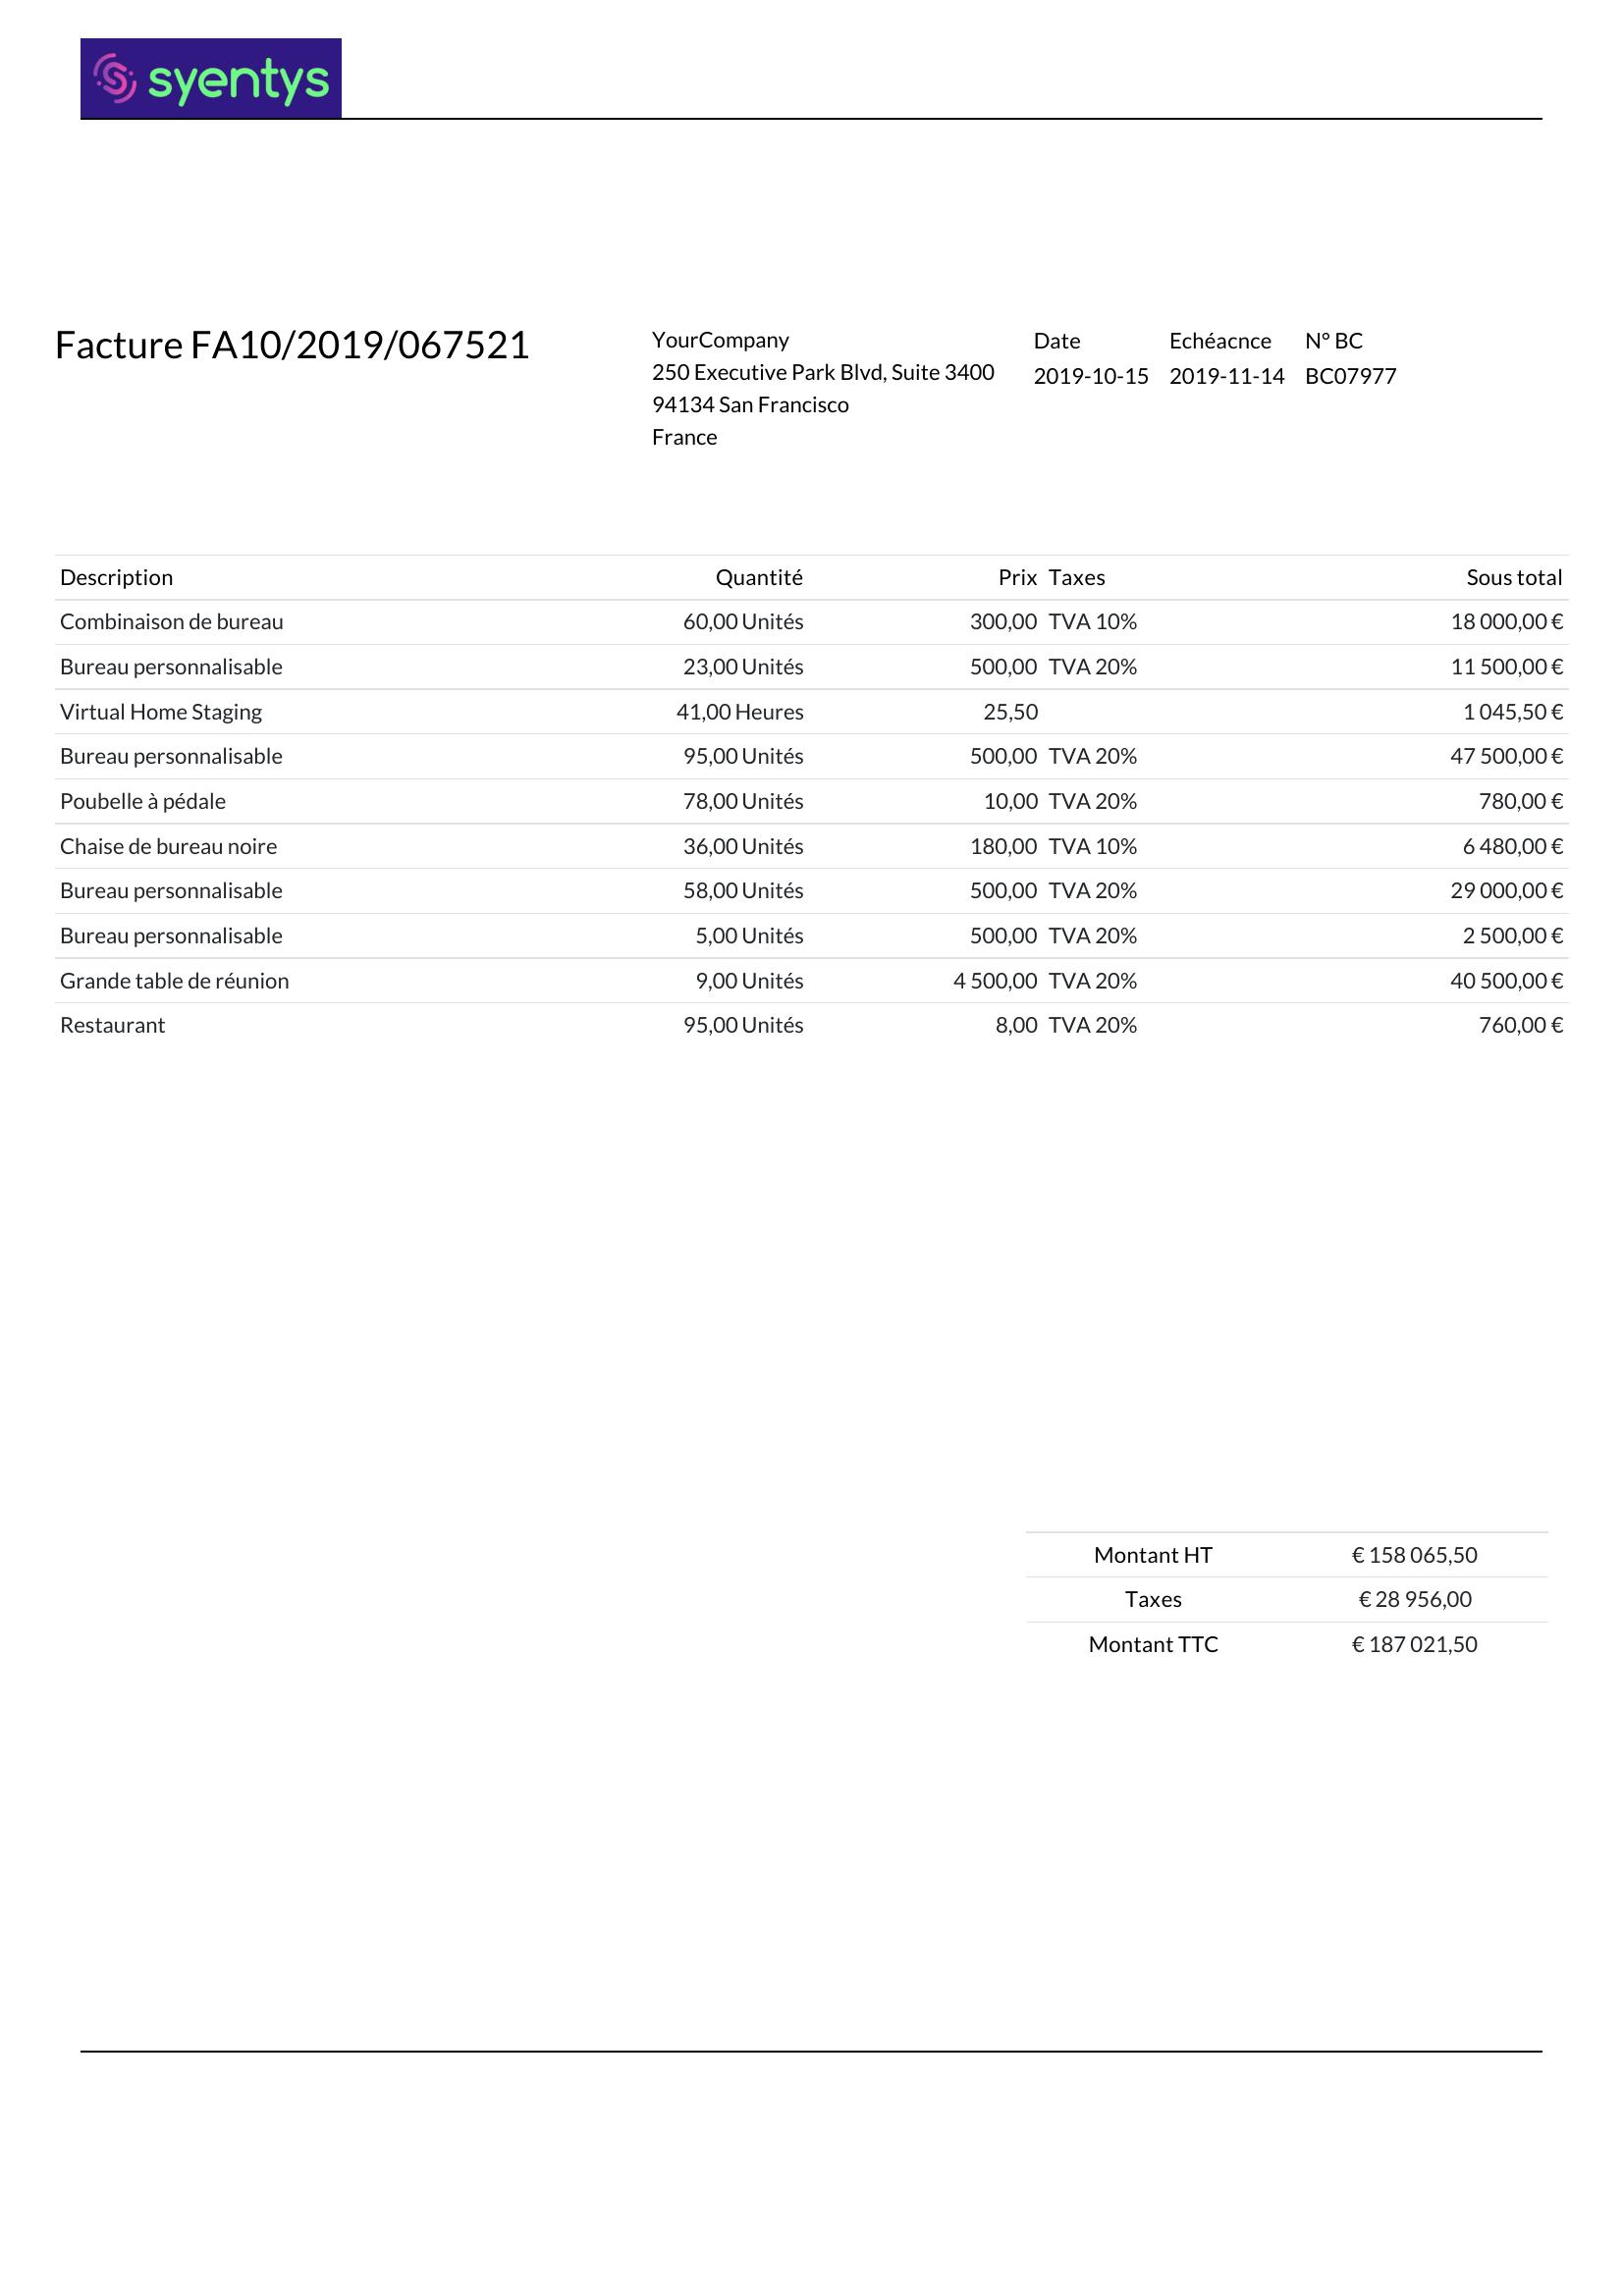 syentys
Facture FA10/2019/067521
YourCompany
250 Executive Park Blvd, Suite 3400
94134 San Francisco
France
Date Echéacnce N° BC
2019-10-15 2019-11-14 BC07977
Description Quantité Prix Taxes Sous total
Combinaison de bureau 60,00 Unités 300,00 TVA 10% 18 000,00 €
Bureau personnalisable 23,00 Unités 500,00 TVA 20% 11 500,00 €
Virtual Home Staging 41,00 Heures 25,50 1 045,50 €
Bureau personnalisable 95,00 Unités 500,00 TVA 20% 47 500,00 €
Poubelle à pédale 78,00 Unités 10,00 TVA 20% 780,00 €
Chaise de bureau noire 36,00 Unités 180,00 TVA 10% 6 480,00 €
Bureau personnalisable 58,00 Unités 500,00 TVA 20% 29 000,00 €
Bureau personnalisable 5,00 Unités 500,00 TVA 20% 2 500,00 €
Grande table de réunion 9,00 Unités 4 500,00 TVA 20% 40 500,00 €
Restaurant 95,00 Unités 8,00 TVA 20% 760,00 €
Montant HT € 158 065,50
Taxes € 28 956,00
Montant TTC € 187 021,50